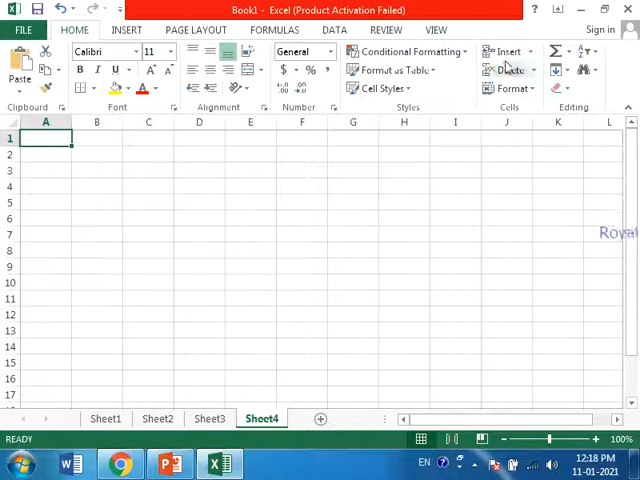 Book1 - Excel (Product Activation Failed)
Sign in
FILE HOME INSERT PAGE LAYOUT FORMULAS DATA REVIEW VIEW
Paste
Clipboard
Calibri 11
B I U
Font
Alignment
General
$ % ,
Number
Conditional Formatting
Format as Table
Cell Styles
Styles
Insert
Delete
Format
Cells
Editing
A B C D E F G H I J K L
1
2
3
4
5
6
7
8
9
10
11
12
13
14
15
16
17
Sheet1 Sheet2 Sheet3 Sheet4
READY
100%
EN
12:18 PM
11-01-2021